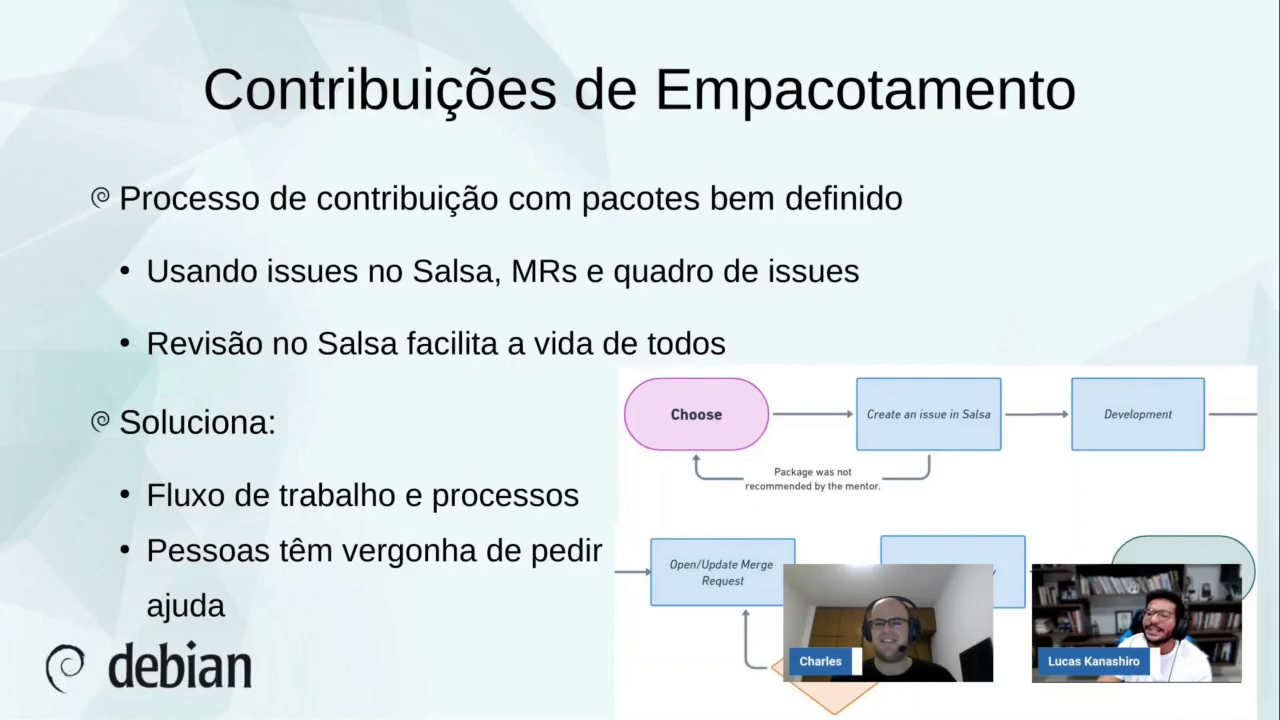 Contribuições de Empacotamento
Processo de contribuição com pacotes bem definido
Usando issues no Salsa, MRs e quadro de issues
Revisão no Salsa facilita a vida de todos
Soluciona:
Fluxo de trabalho e processos
Pessoas têm vergonha de pedir
ajuda
debian
Choose
Create an issue in Salsa
Development
Package was not
recommended by the mentor.
Open/Update Merge
Request
Charles
Lucas Kanashiro